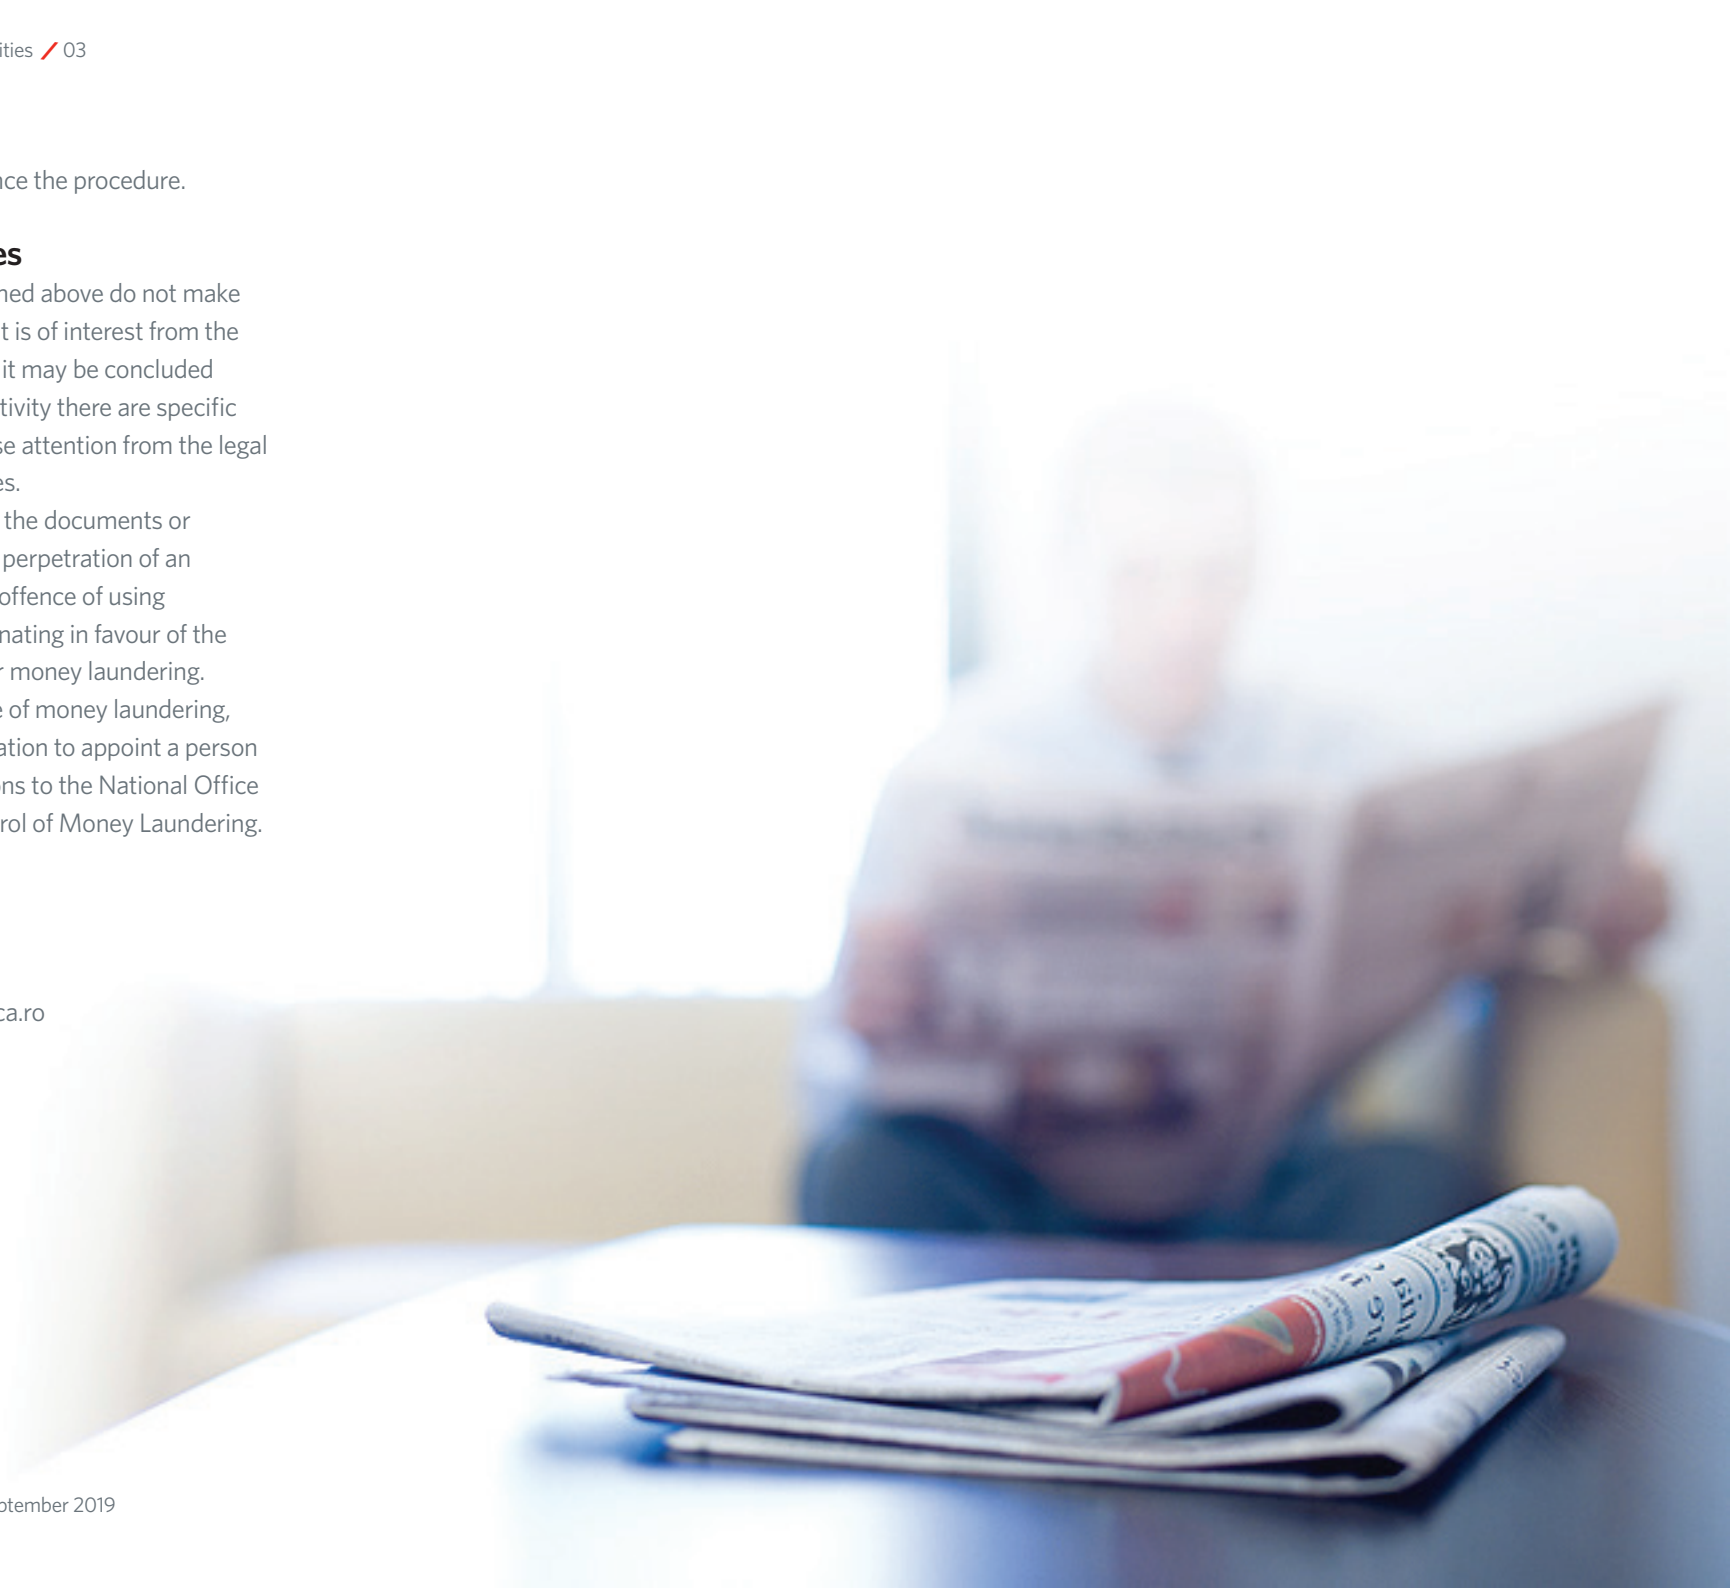 ities / 03
nce the procedure.
es
ned above do not make
t is of interest from the
it may be concluded
tivity there are specific
se attention from the legal
es.
the documents or
perpetration of an
offence of using
nating in favour of the
r money laundering.
e of money laundering,
ation to appoint a person
ons to the National Office
rol of Money Laundering.
ca.ro
ptember 2019